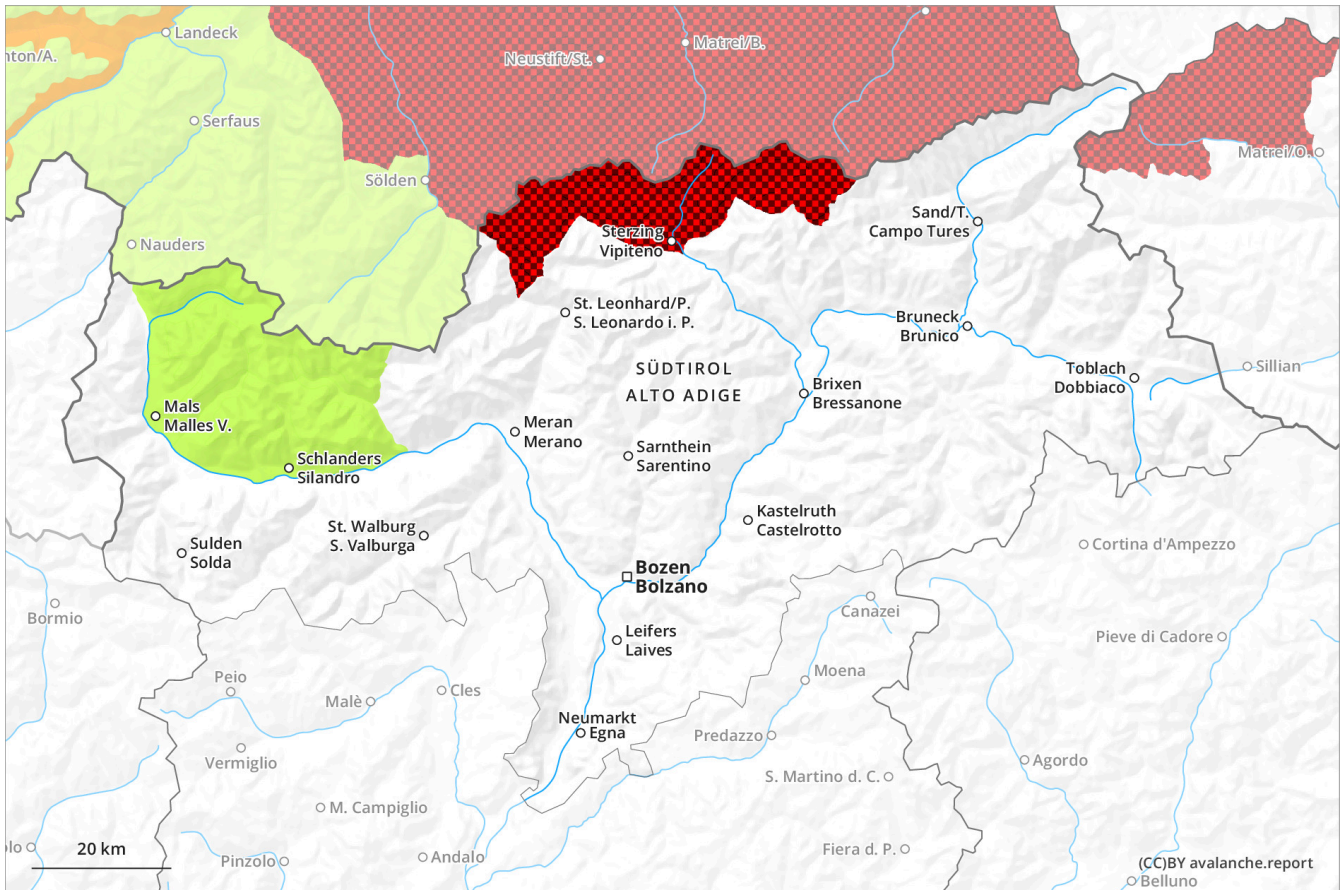 Landeck
Matrei/B.
nton/A.
Neustift/St.
Serfaus
Matrei/O.
Sölden
Sand/T.
Campo Tures
Sterzing
Vipiteno
Nauders
St. Leonhard/P.
S. Leonardo i. P.
Bruneck
Brunico
SÜDTIROL
ALTO ADIGE
Toblach
Dobbiaco
Sillian
Brixen
Bressanone
Mals
Malles V.
Meran
Merano
Sarnthein
Sarentino
Schlanders
Silandro
Kastelruth
Castelrotto
St. Walburg
S. Valburga
Sulden
Solda
Cortina d'Ampezzo
Bozen
Bolzano
Bormio
Canazei
Leifers
Laives
Pieve di Cadore
Peio
Moena
Malè
Cles
Neumarkt
Egna
Predazzo
Vermiglio
Agordo
S. Martino d. C.
M. Campiglio
20 km
lo
Pinzolo
Andalo
Fiera d. P.
(CC)BY avalanche.report
Belluno